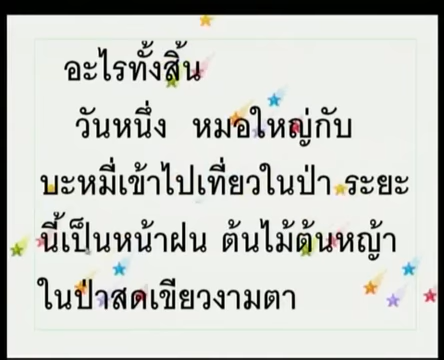 อะไรทั้งสิ้น
วันหนึ่ง หมอใหญ่กับ
บะหมี่เข้าไปเที่ยวในป่า ระยะ
นี้เป็นหน้าฝน ต้นไม้ต้นหญ้า
ในป่าสดเขียวงามตา